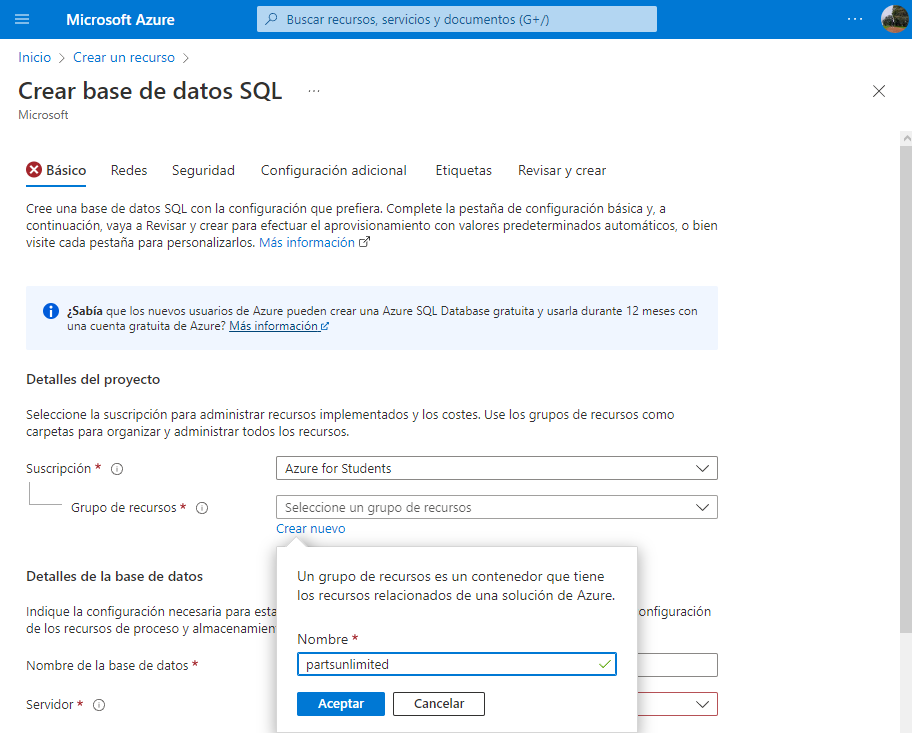 Microsoft Azure
Buscar recursos, servicios y documentos (G+/)
Inicio > Crear un recurso >
Crear base de datos SQL ...
Microsoft
Básico Redes Seguridad Configuración adicional Etiquetas Revisar y crear
Cree una base de datos SQL con la configuración que prefiera. Complete la pestaña de configuración básica y, a
continuación, vaya a Revisar y crear para efectuar el aprovisionamiento con valores predeterminados automáticos, o bien
visite cada pestaña para personalizarlos. Más información
¿Sabía que los nuevos usuarios de Azure pueden crear una Azure SQL Database gratuita y usarla durante 12 meses con
una cuenta gratuita de Azure? Más información
Detalles del proyecto
Seleccione la suscripción para administrar recursos implementados y los costes. Use los grupos de recursos como
carpetas para organizar y administrar todos los recursos.
Suscripción * Azure for Students
Grupo de recursos * Seleccione un grupo de recursos
Crear nuevo
Un grupo de recursos es un contenedor que tiene
los recursos relacionados de una solución de Azure.
Nombre *
partsunlimited
Aceptar Cancelar
Detalles de la base de datos
Indique la configuración necesaria para esta onfiguración
de los recursos de proceso y almacenamien
Nombre de la base de datos *
Servidor *